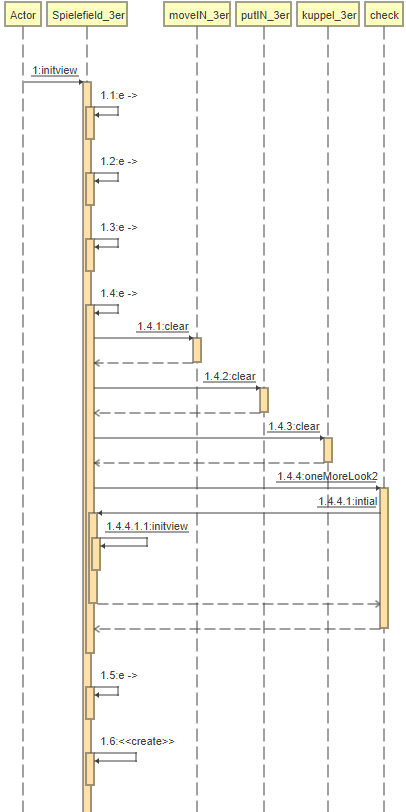 Actor
Spielefield_3er
moveIN_3er
putIN_3er
kuppel_3er
check
1:initview
1.1:e ->
1.2:e ->
1.3:e ->
1.4:e ->
1.4.1:clear
1.4.2:clear
1.4.3:clear
1.4.4:oneMoreLook2
1.4.4.1:intial
1.4.4.1.1:initview
1.5:e ->
1.6:<<create>>